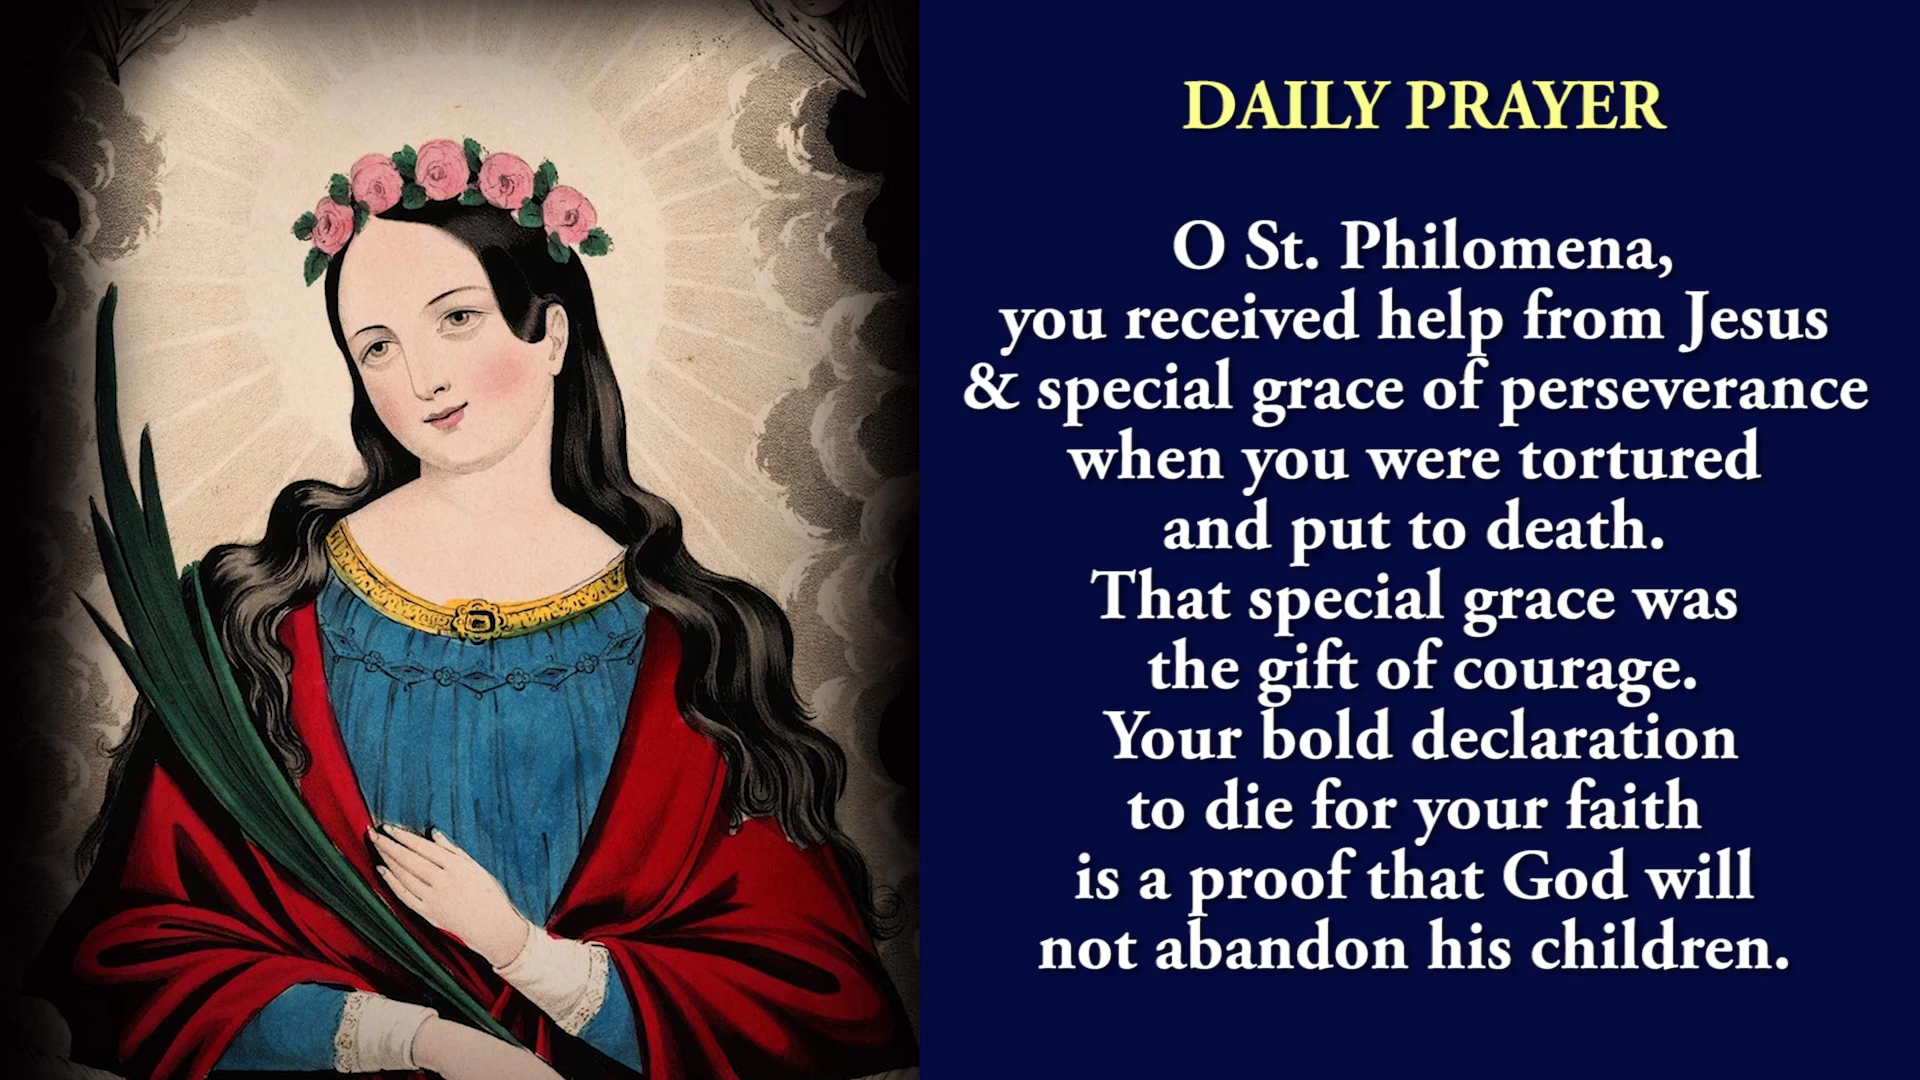 DAILY PRAYER
O St. Philomena,
you received help from Jesus
& special grace of perseverance
when you were tortured
and put to death.
That special grace was
the gift of courage.
Your bold declaration
to die for your faith
is a proof that God will
not abandon his children.